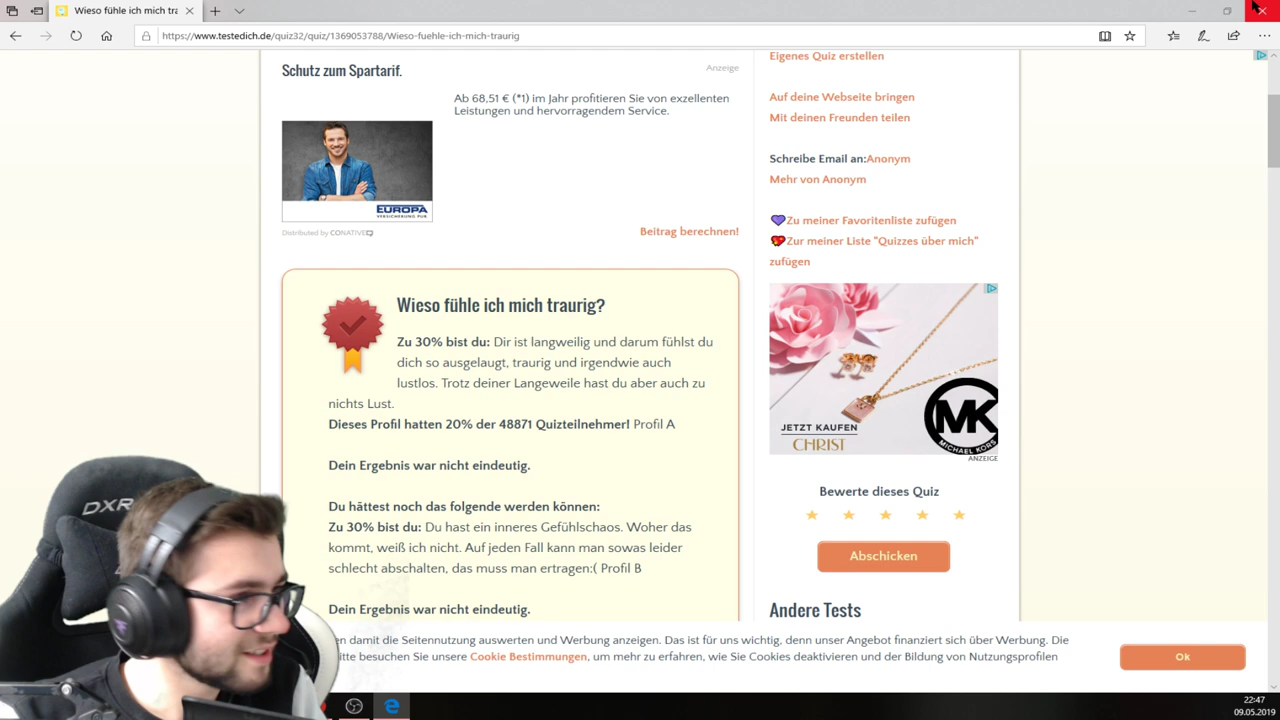 Wieso fühle ich mich tra
https://www.testedich.de/quiz32/quiz/1369053788/Wieso-fuehle-ich-mich-traurig
Schutz zum Spartarif.
Anzeige
Ab 68,51 € (*1) im Jahr profitieren Sie von exzellenten
Leistungen und hervorragendem Service.
EUROPA
VERSICHERUNG PUR
Distributed by CONATIVE
Beitrag berechnen!
Wieso fühle ich mich traurig?
Zu 30% bist du: Dir ist langweilig und darum fühlst du
dich so ausgelaugt, traurig und irgendwie auch
lustlos. Trotz deiner Langeweile hast du aber auch zu
nichts Lust.
Dieses Profil hatten 20% der 48871 Quizteilnehmer! Profil A
Dein Ergebnis war nicht eindeutig.
Du hättest noch das folgende werden können:
Zu 30% bist du: Du hast ein inneres Gefühlschaos. Woher das
kommt, weiß ich nicht. Auf jeden Fall kann man sowas leider
schlecht abschalten, das muss man ertragen:( Profil B
Dein Ergebnis war nicht eindeutig.
Eigenes Quiz erstellen
Auf deine Webseite bringen
Mit deinen Freunden teilen
Schreibe Email an:Anonym
Mehr von Anonym
Zu meiner Favoritenliste zufügen
Zur meiner Liste "Quizzes über mich"
zufügen
JETZT KAUFEN
CHRIST
MK
MICHAEL KORS
ANZEIGE
Bewerte dieses Quiz
Abschicken
Andere Tests
en damit die Seitennutzung auswerten und Werbung anzeigen. Das ist für uns wichtig, denn unser Angebot finanziert sich über Werbung. Die
itte besuchen Sie unsere Cookie Bestimmungen, um mehr zu erfahren, wie Sie Cookies deaktivieren und der Bildung von Nutzungsprofilen
Ok
DXR
22:47
09.05.2019